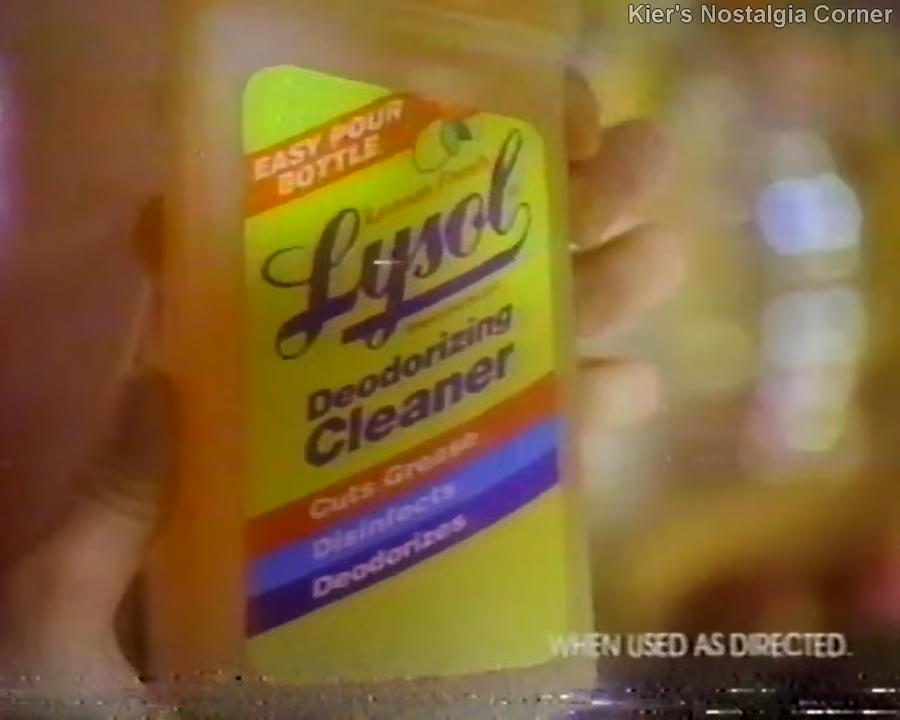 Kier's Nostalgia Corner
EASY POUR
BOTTLE
Lysol
Deodorizing
Cleaner
Cuts Grease
Disinfects
Deodorizes
WHEN USED AS DIRECTED.